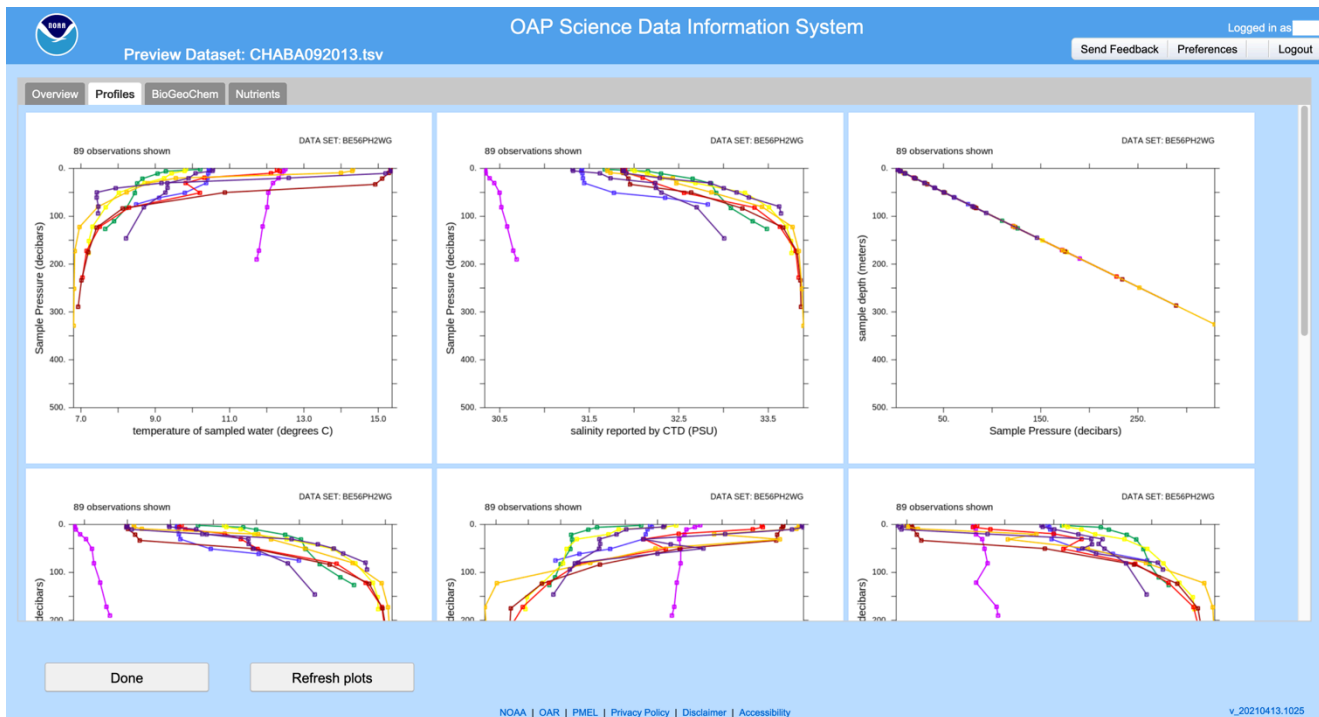 NOAA
OAP Science Data Information System
Logged in as
Preview Dataset: CHABA092013.tsv
Send Feedback Preferences Logout
Overview Profiles BioGeoChem Nutrients
DATA SET: BE56PH2WG
89 observations shown
0.
100.
200.
300.
400.
500.
Sample Pressure (decibars)
7.0 9.0 11.0 13.0 15.0
temperature of sampled water (degrees C)
DATA SET: BE56PH2WG
89 observations shown
0.
100.
200.
300.
400.
500.
Sample Pressure (decibars)
30.5 31.5 32.5 33.5
salinity reported by CTD (PSU)
DATA SET: BE56PH2WG
89 observations shown
0.
100.
200.
300.
400.
500.
sample depth (meters)
50. 150. 250.
Sample Pressure (decibars)
DATA SET: BE56PH2WG
89 observations shown
0.
100.
200.
decibars)
DATA SET: BE56PH2WG
89 observations shown
0.
100.
200.
decibars)
DATA SET: BE56PH2WG
89 observations shown
0.
100.
200.
decibars)
Done Refresh plots
NOAA | OAR | PMEL | Privacy Policy | Disclaimer | Accessibility
v_20210413.1025